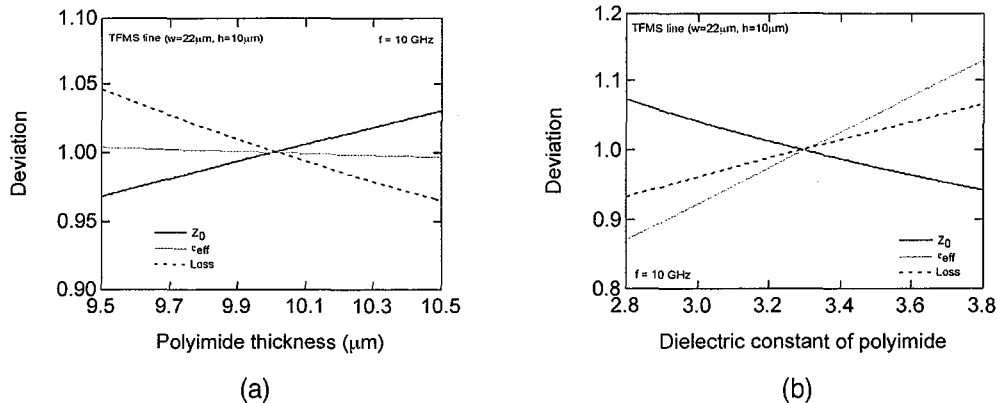 1.10
TFMS line (w=22μm, h=10μm)
f = 10 GHz
1.05
1.00
0.95
0.90
Deviation
Z0
εeff
Loss
9.5 9.7 9.9 10.1 10.3 10.5
Polyimide thickness (μm)
(a)
1.2
TFMS line (w=22μm, h=10μm)
1.1
1.0
0.9
0.8
Deviation
Z0
εeff
Loss
f = 10 GHz
2.8 3.0 3.2 3.4 3.6 3.8
Dielectric constant of polyimide
(b)